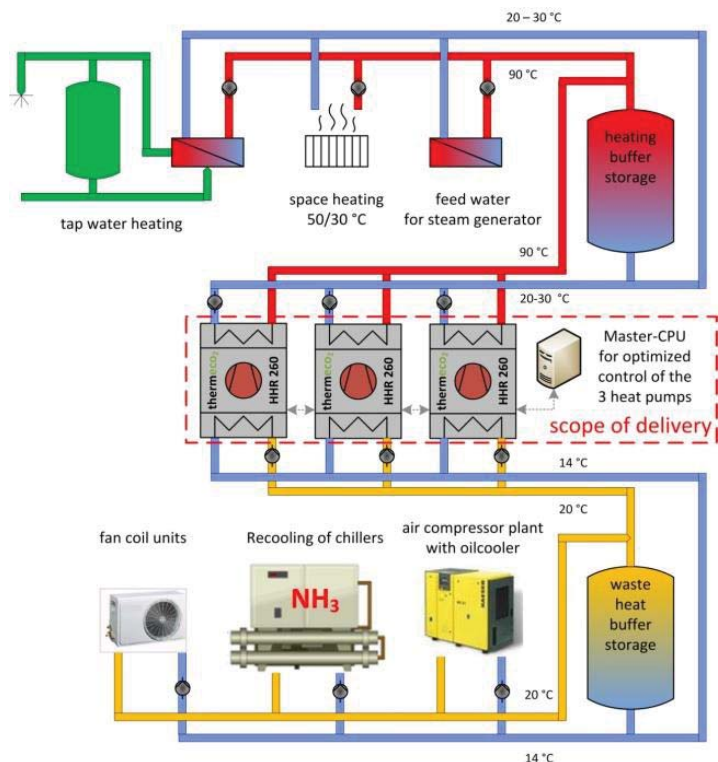 20 – 30 °C
90 °C
heating
buffer
storage
tap water heating
space heating
50/30 °C
feed water
for steam generator
90 °C
20-30 °C
thermeco2
HHR 260
thermeco2
HHR 260
thermeco2
HHR 260
Master-CPU
for optimized
control of the
3 heat pumps
scope of delivery
14 °C
20 °C
fan coil units
Recooling of chillers
air compressor plant
with oilcooler
NH3
KAESER
waste
heat
buffer
storage
20 °C
14 °C